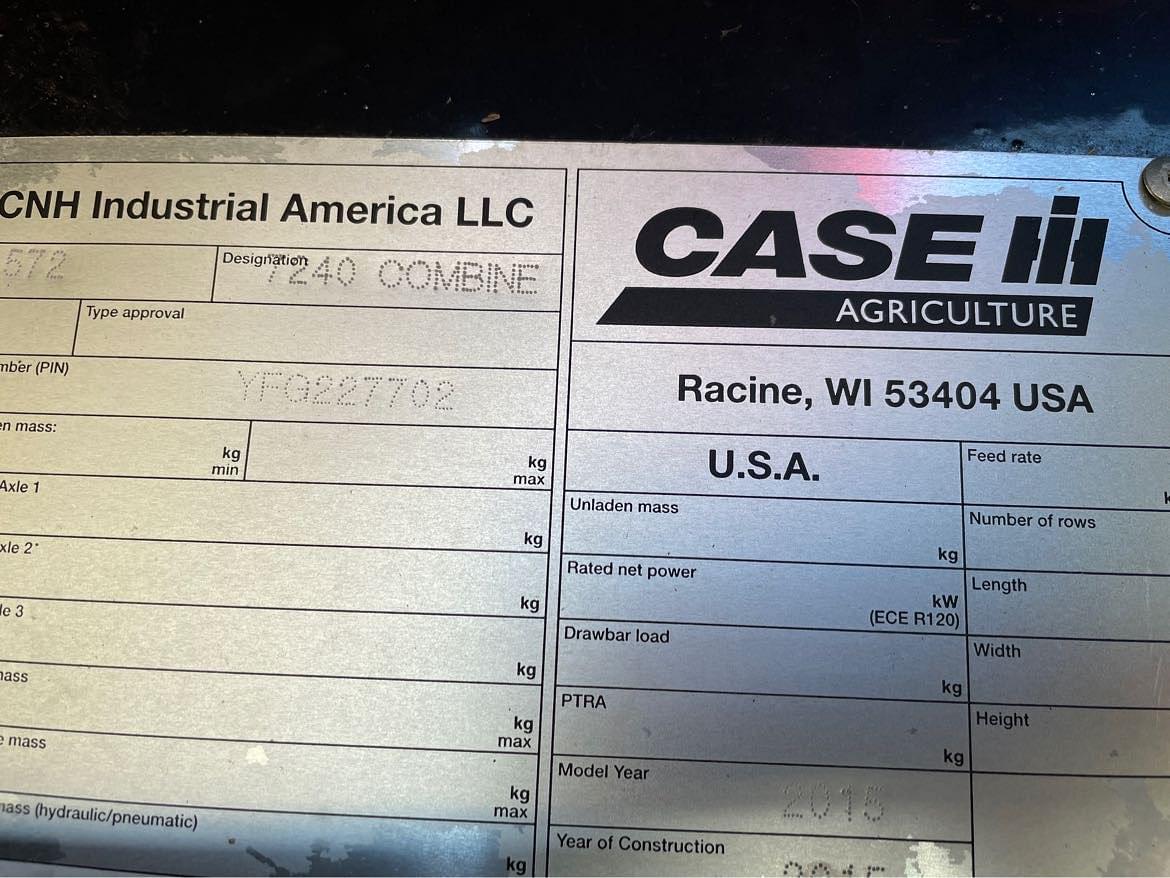 CNH Industrial America LLC
572
Designation
7240 COMBINE
Type approval
mber (PIN)
YFG227702
en mass:
kg
min
kg
max
Axle 1
kg
xle 2*
kg
le 3
kg
mass
kg
max
e mass
kg
max
mass (hydraulic/pneumatic)
kg
CASE IH
AGRICULTURE
Racine, WI 53404 USA
U.S.A.
Feed rate
k
Unladen mass
kg
Number of rows
Rated net power
kW
(ECE R120)
Length
Drawbar load
kg
Width
PTRA
kg
Height
Model Year
2015
Year of Construction